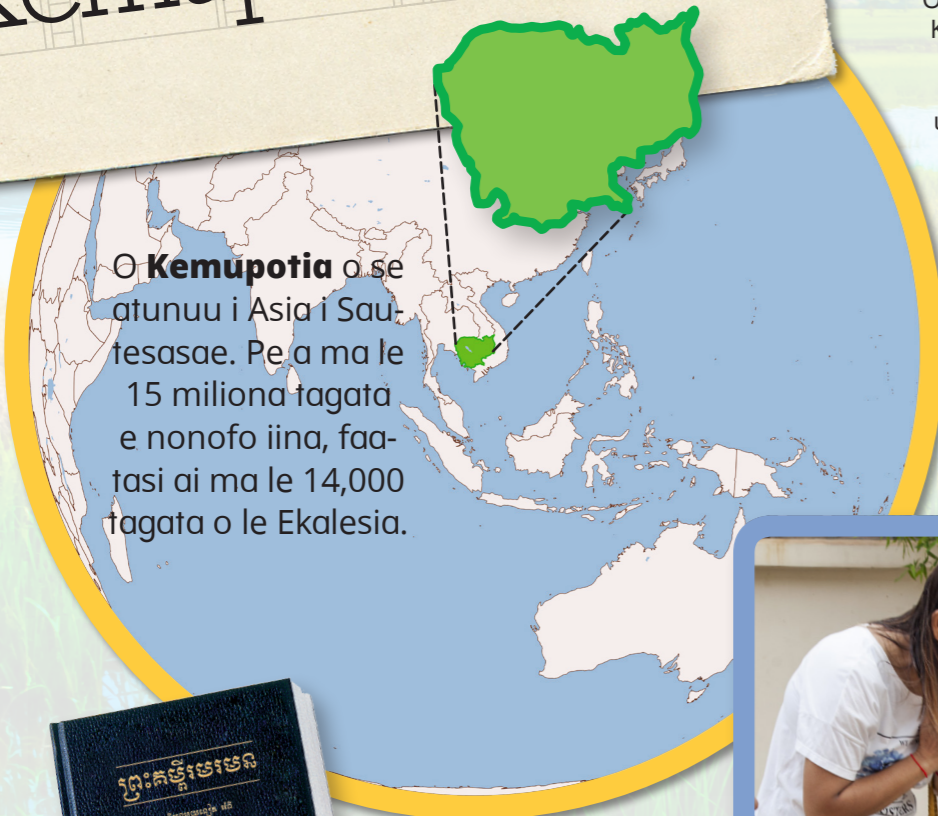 O Kemupotia o se
atunuu i Asia i Sau-
tesasae. Pe a ma le
15 miliona tagata
e nonofo iina, faa-
tasi ai ma le 14,000
tagata o le Ekalesia.
ព្រះគម្ពីរមរមន